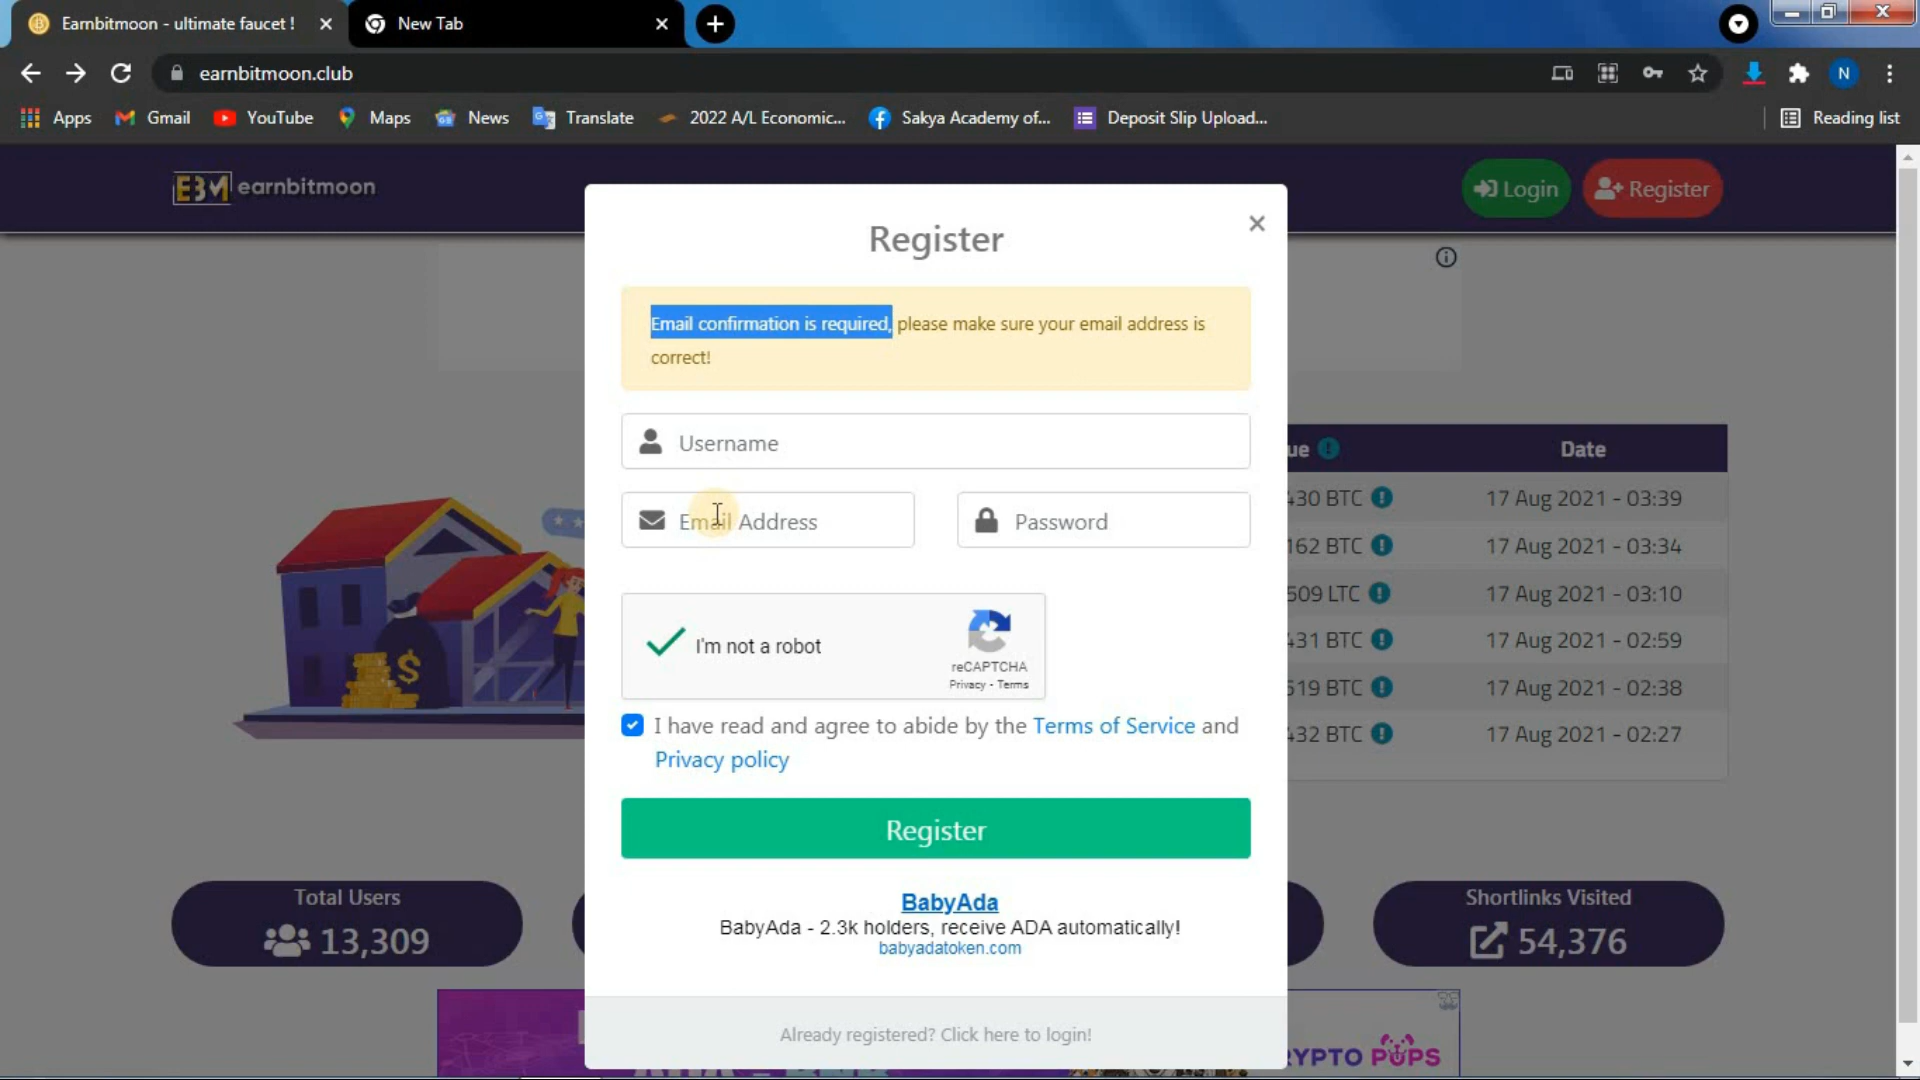 Earnbitmoon - ultimate faucet !
New Tab
earnbitmoon.club
N
Apps
Gmail
YouTube
Maps
News
Translate
2022 A/L Economic...
Sakya Academy of...
Deposit Slip Upload...
Reading list
EBM earnbitmoon
Login
Register
Register
Email confirmation is required, please make sure your email address is
correct!
Username
Email Address
Password
I'm not a robot
reCAPTCHA
Privacy - Terms
I have read and agree to abide by the Terms of Service and
Privacy policy
Register
BabyAda
BabyAda - 2.3k holders, receive ADA automatically!
babyadatoken.com
Already registered? Click here to login!
ue
Date
430 BTC
17 Aug 2021 - 03:39
162 BTC
17 Aug 2021 - 03:34
509 LTC
17 Aug 2021 - 03:10
431 BTC
17 Aug 2021 - 02:59
519 BTC
17 Aug 2021 - 02:38
432 BTC
17 Aug 2021 - 02:27
Total Users
13,309
Shortlinks Visited
54,376
RYPTO POPS